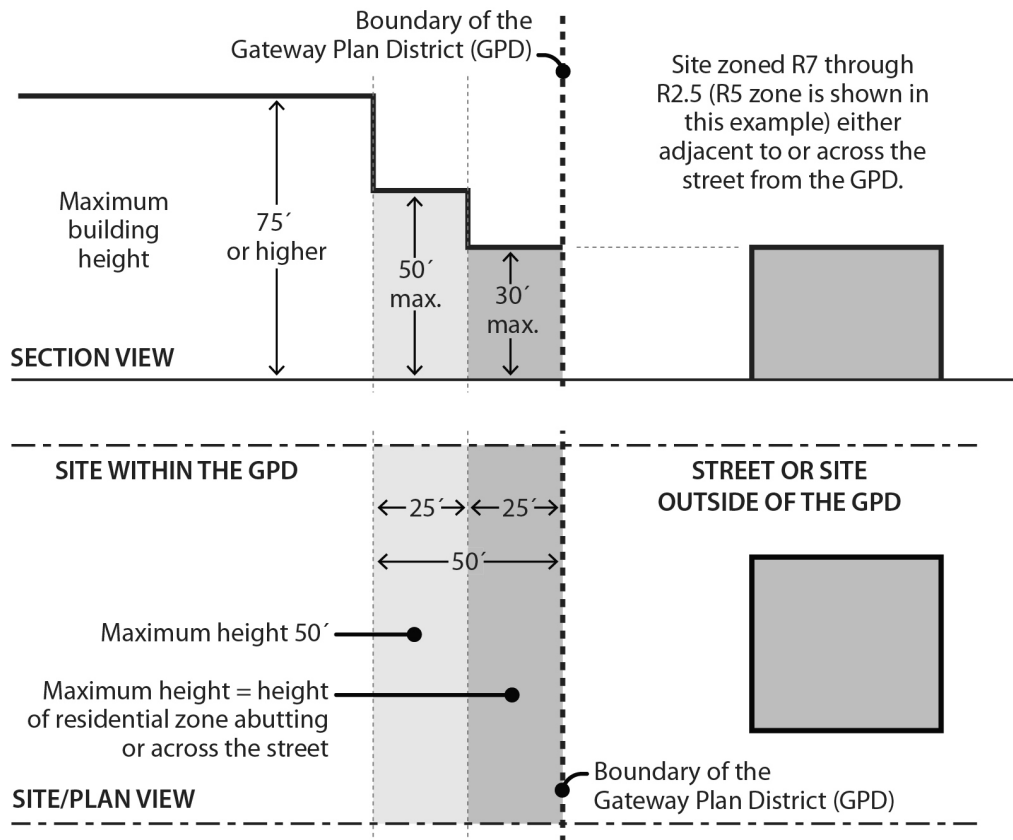 Boundary of the
Gateway Plan District (GPD)
Site zoned R7 through
R2.5 (R5 zone is shown in
this example) either
adjacent to or across the
street from the GPD.
Maximum
building
height
75´
or higher
50´
max.
30´
max.
SECTION VIEW
SITE WITHIN THE GPD
STREET OR SITE
OUTSIDE OF THE GPD
25´
25´
50´
Maximum height 50´
Maximum height = height
of residential zone abutting
or across the street
Boundary of the
Gateway Plan District (GPD)
SITE/PLAN VIEW